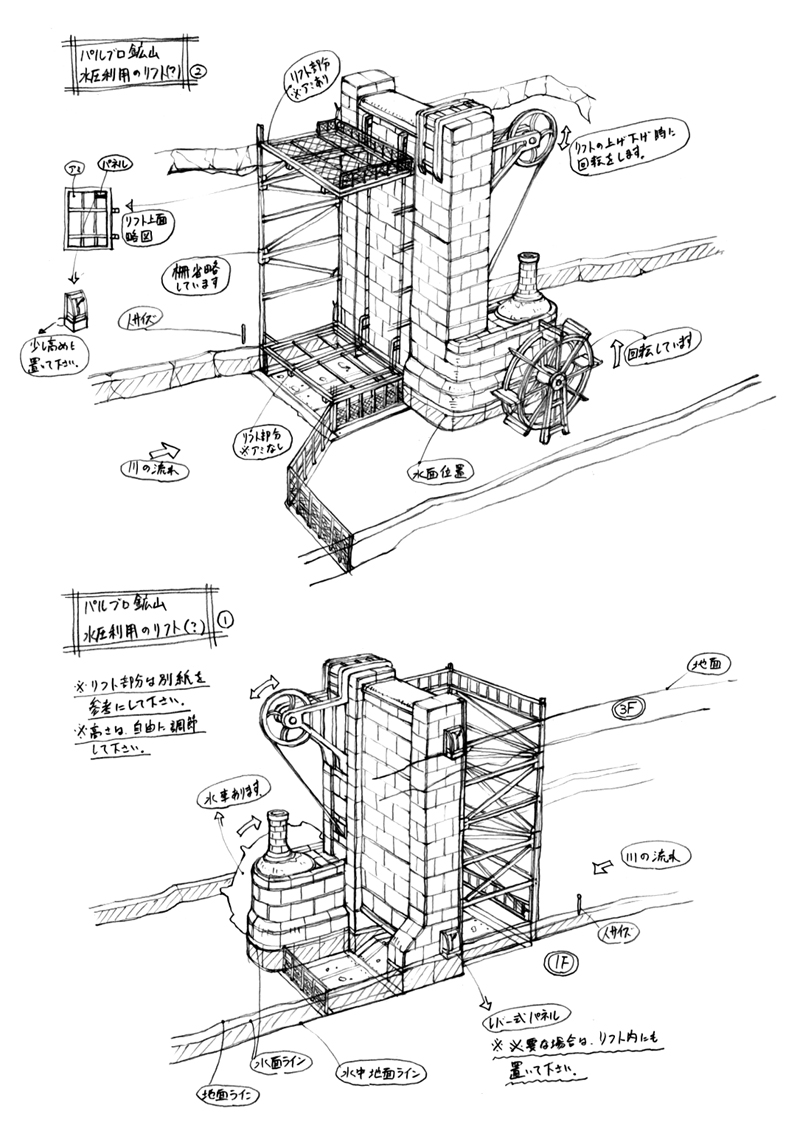 パルブロ鉱山
水圧利用のリフト(?) ②
リフト部分
※アミあり
リフトの上げ下げ時に
回転をします。
アミ
パネル
リフト上面
略図
柵省略
しています
人サイズ
少し高めに
置いて下さい。
回転しています
リフト部分
※アミなし
川の流れ
水面位置
パルブロ鉱山
水圧利用のリフト(?) ①
※リフト部分は別紙を
参考にして下さい。
※高さは、自由に調節
して下さい。
地面
3F
水車あります。
川の流れ
人サイズ
1F
レバー式パネル
※必要な場合は、リフト内にも
置いて下さい。
水面ライン
水中地面ライン
地面ライン